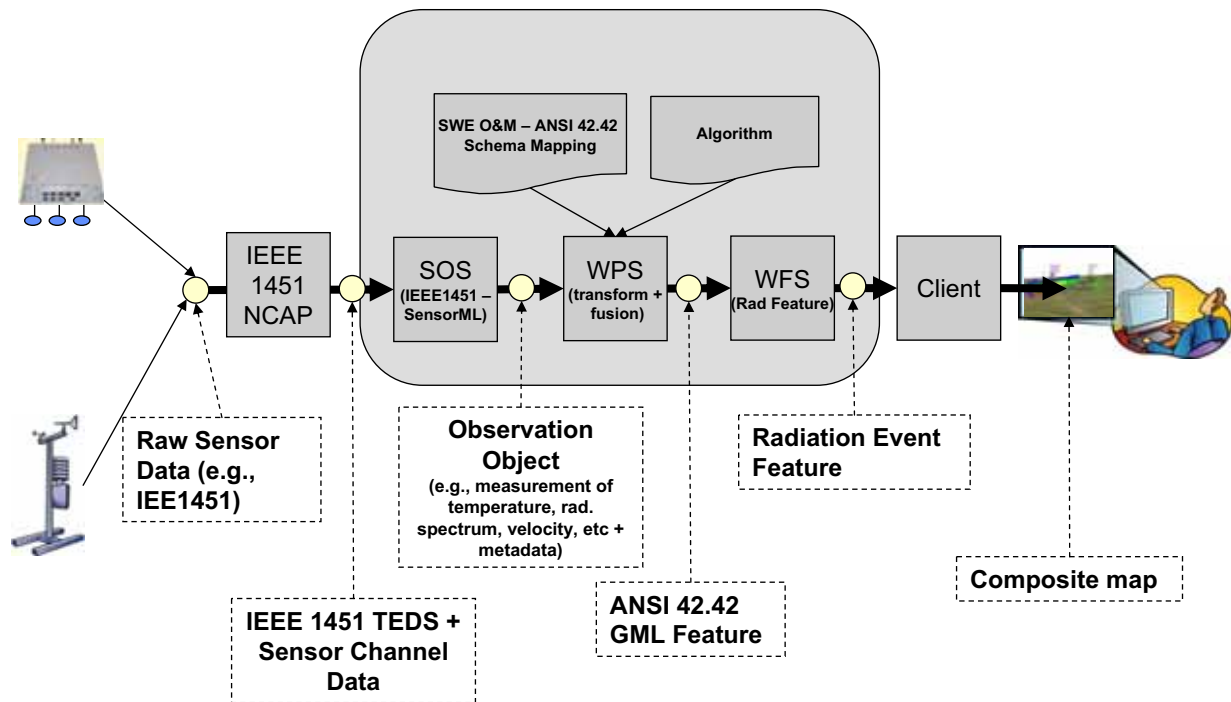 SWE O&M – ANSI 42.42
Schema Mapping
Algorithm
IEEE
1451
NCAP
SOS
(IEEE1451 –
SensorML)
WPS
(transform +
fusion)
WFS
(Rad Feature)
Client
Raw Sensor
Data (e.g.,
IEE1451)
Observation
Object
(e.g., measurement of
temperature, rad.
spectrum, velocity, etc +
metadata)
Radiation Event
Feature
IEEE 1451 TEDS +
Sensor Channel
Data
ANSI 42.42
GML Feature
Composite map